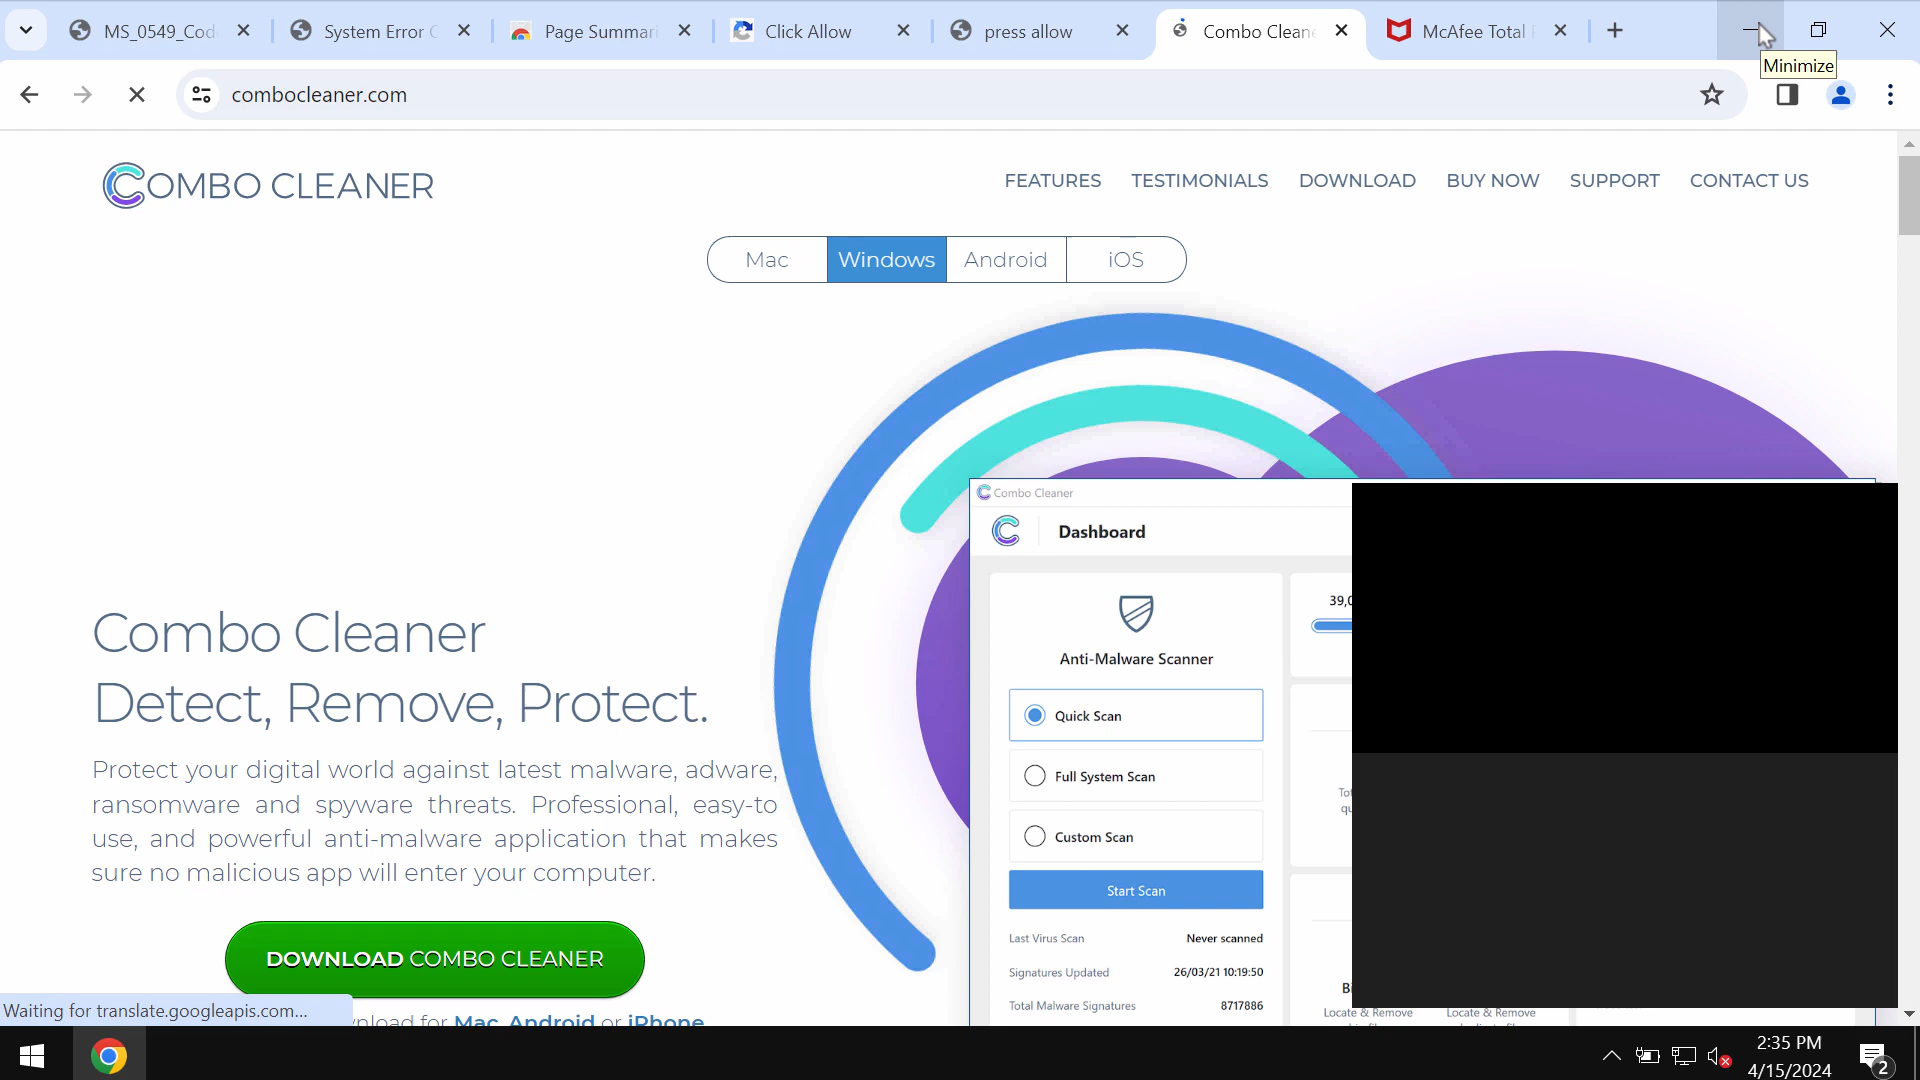 MS_0549_Cod
System Error C
Page Summari
Click Allow
press allow
Combo Clean
McAfee Total
Minimize
combocleaner.com
COMBO CLEANER
FEATURES
TESTIMONIALS
DOWNLOAD
BUY NOW
SUPPORT
CONTACT US
Mac
Windows
Android
iOS
Combo Cleaner
Dashboard
Anti-Malware Scanner
Quick Scan
Full System Scan
Custom Scan
Start Scan
Last Virus Scan Never scanned
Signatures Updated 26/03/21 10:19:50
Total Malware Signatures 8717886
39,0
Locate & Remove
Locate & Remove
Combo Cleaner
Detect, Remove, Protect.
Protect your digital world against latest malware, adware,
ransomware and spyware threats. Professional, easy-to
use, and powerful anti-malware application that makes
sure no malicious app will enter your computer.
DOWNLOAD COMBO CLEANER
wnload for Mac, Android or iPhone
Waiting for translate.googleapis.com...
2:35 PM
4/15/2024
2